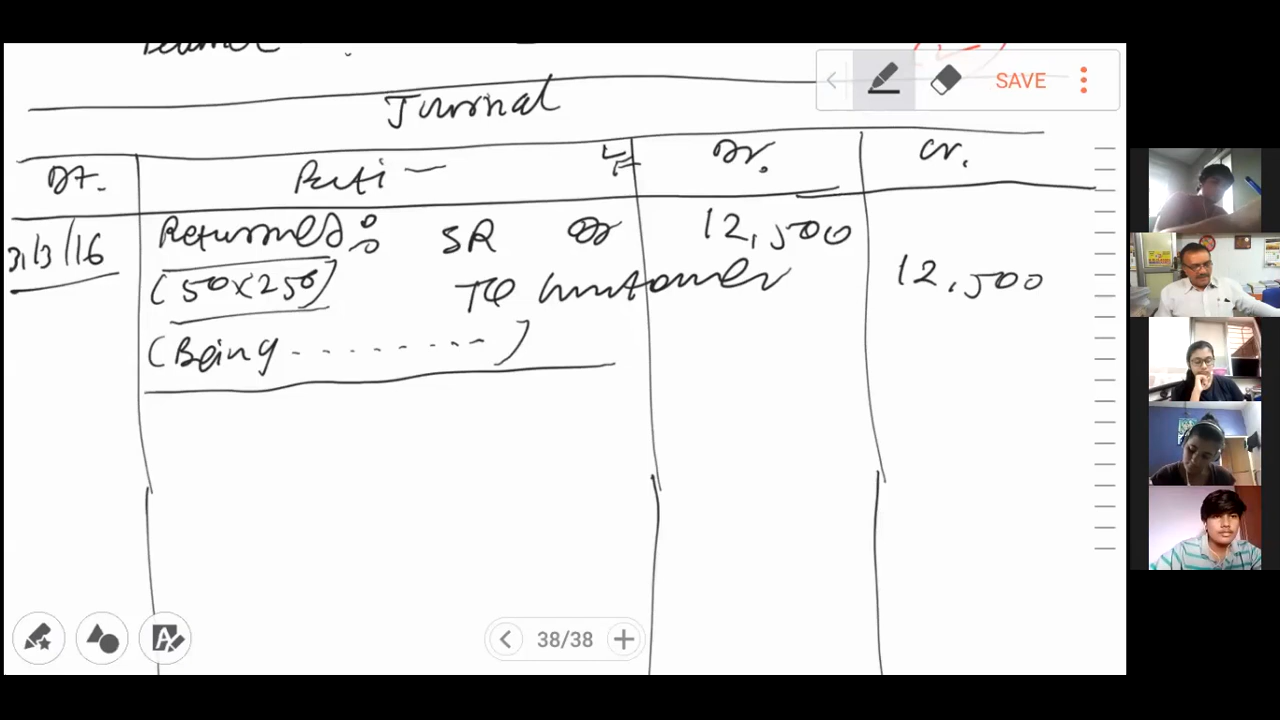 SAVE
Journal
Dt. Parti — LF Dr. Cr.
31/3/16 Returned: SR Dr 12,500
(50x250) To Customer 12,500
(Being ..........)
38/38